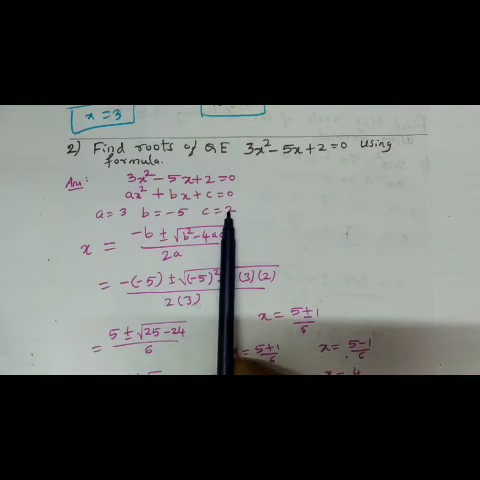 x = 3
2) Find roots of QE 3x² - 5x + 2 = 0 using
formula.
Ans: 3x² - 5x + 2 = 0
ax² + bx + c = 0
a = 3 b = -5 c = 2
x = -b ± √b² - 4a / 2a
= -(-5) ± √(-5)² (3)(2) / 2(3)
x = 5 ± 1 / 6
= 5 ± √25 - 24 / 6
= 5 + 1 / 6 x = 5 - 1 / 6
x = 4